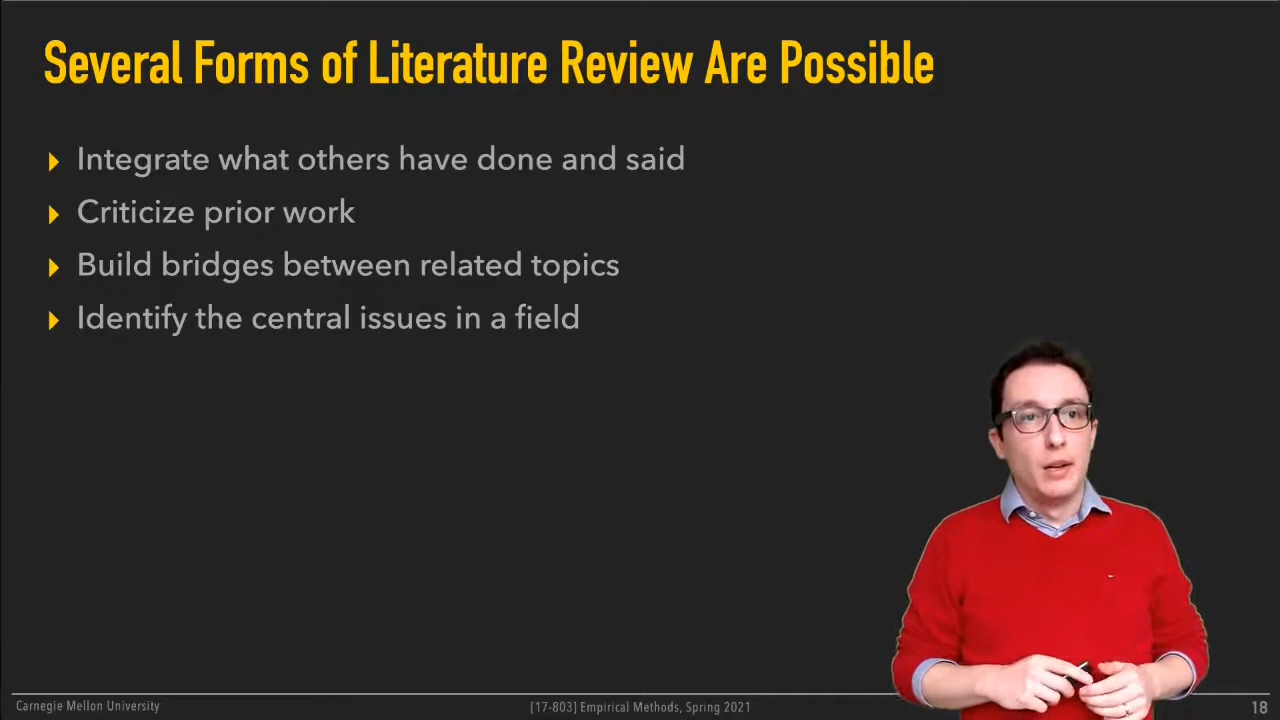 Several Forms of Literature Review Are Possible
Integrate what others have done and said
Criticize prior work
Build bridges between related topics
Identify the central issues in a field
Carnegie Mellon University
[17-803] Empirical Methods, Spring 2021
18